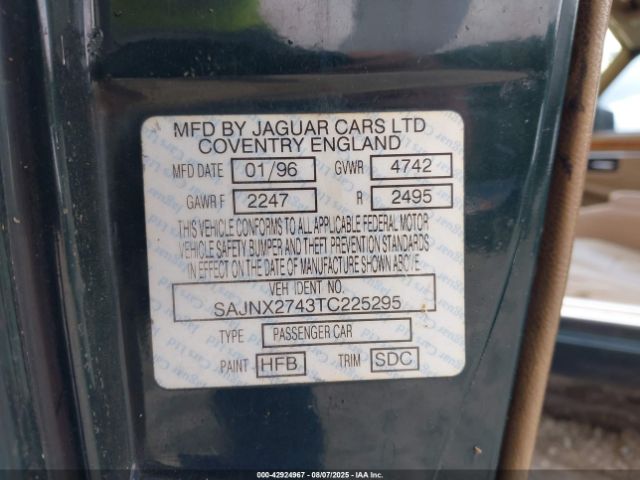 MFD BY JAGUAR CARS LTD
COVENTRY ENGLAND
MFD DATE 01/96 GVWR 4742
GAWR F 2247 R 2495
THIS VEHICLE CONFORMS TO ALL APPLICABLE FEDERAL MOTOR
VEHICLE SAFETY BUMPER AND THEFT PREVENTION STANDARDS
IN EFFECT ON THE DATE OF MANUFACTURE SHOWN ABOVE
VEH IDENT NO.
SAJNX2743TC225295
TYPE PASSENGER CAR
PAINT HFB TRIM SDC
000-42924967 - 08/07/2025 - IAA Inc.